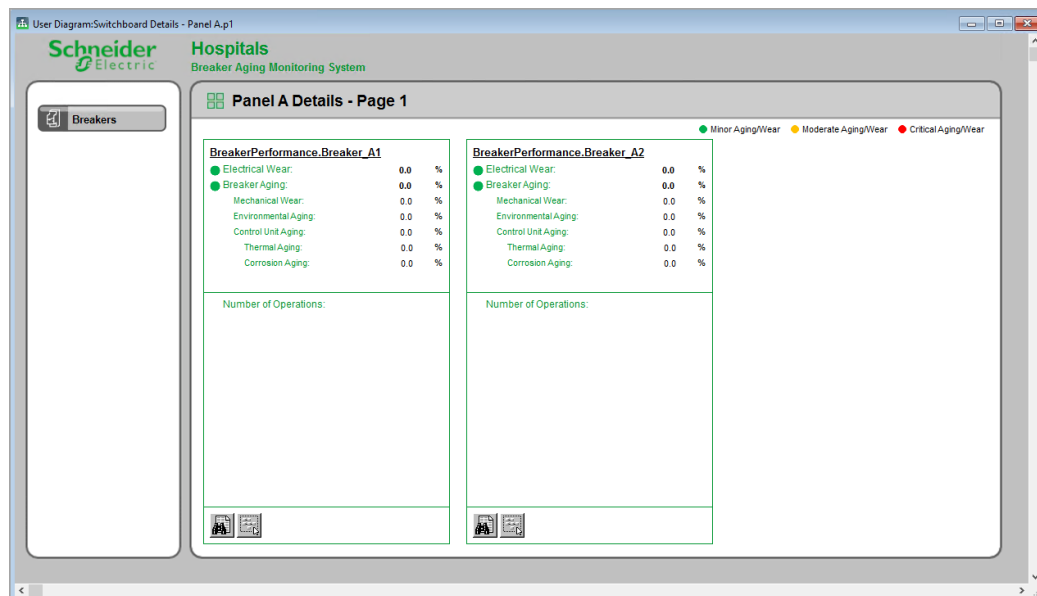 User Diagram:Switchboard Details - Panel A.p1
Schneider Electric
Hospitals
Breaker Aging Monitoring System
Breakers
Panel A Details - Page 1
Minor Aging/Wear Moderate Aging/Wear Critical Aging/Wear
BreakerPerformance.Breaker_A1
Electrical Wear: 0.0 %
Breaker Aging: 0.0 %
Mechanical Wear: 0.0 %
Environmental Aging: 0.0 %
Control Unit Aging: 0.0 %
Thermal Aging: 0.0 %
Corrosion Aging: 0.0 %
Number of Operations:
BreakerPerformance.Breaker_A2
Electrical Wear: 0.0 %
Breaker Aging: 0.0 %
Mechanical Wear: 0.0 %
Environmental Aging: 0.0 %
Control Unit Aging: 0.0 %
Thermal Aging: 0.0 %
Corrosion Aging: 0.0 %
Number of Operations: